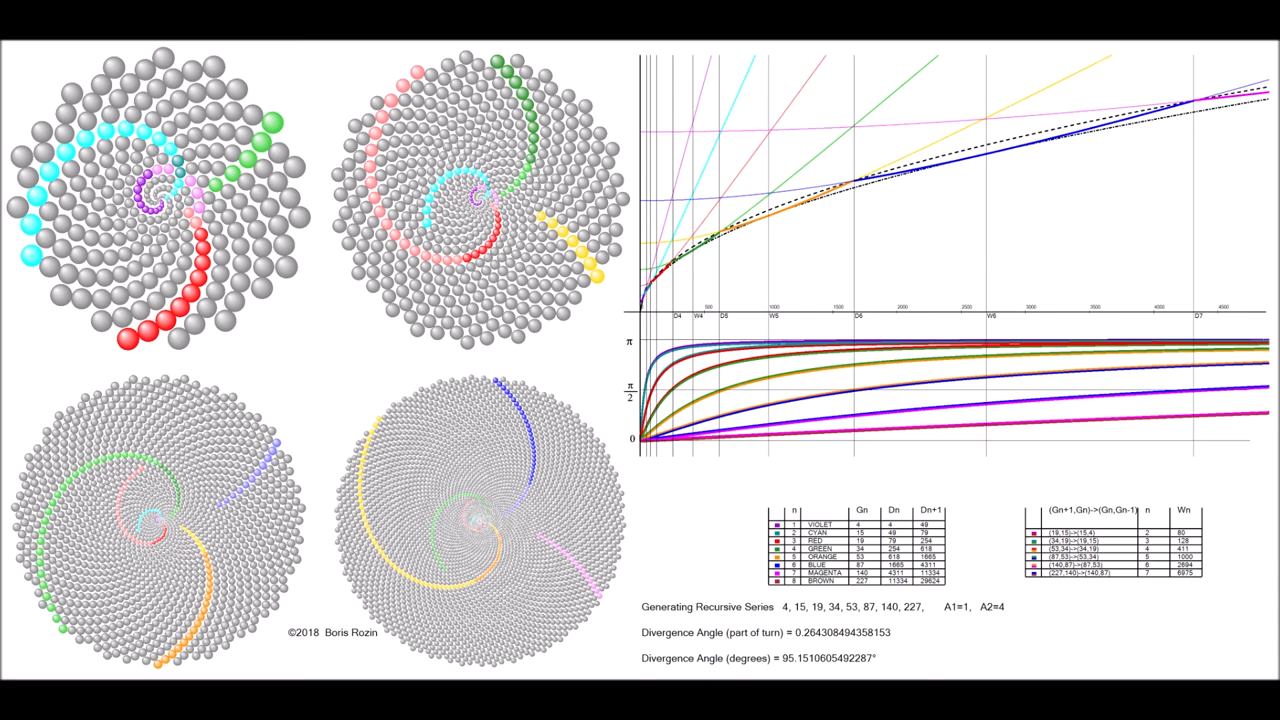 500 1000 1500 2000 2500 3000 3500 4000 4500
D4 W4 D5 W5 D6 W6 D7
π
π
2
0
n Gn Dn Dn+1
1 VIOLET 4 4 49
2 CYAN 15 49 79
3 RED 19 79 254
4 GREEN 34 254 618
5 ORANGE 53 618 1665
6 BLUE 87 1665 4311
7 MAGENTA 140 4311 11334
8 BROWN 227 11334 29624
(Gn+1,Gn)->(Gn,Gn-1) n Wn
(19,15)->(15,4) 2 80
(34,19)->(19,15) 3 128
(53,34)->(34,19) 4 411
(87,53)->(53,34) 5 1000
(140,87)->(87,53) 6 2694
(227,140)->(140,87) 7 6975
Generating Recursive Series 4, 15, 19, 34, 53, 87, 140, 227, A1=1, A2=4
©2018 Boris Rozin
Divergence Angle (part of turn) = 0.264308494358153
Divergence Angle (degrees) = 95.1510605492287°